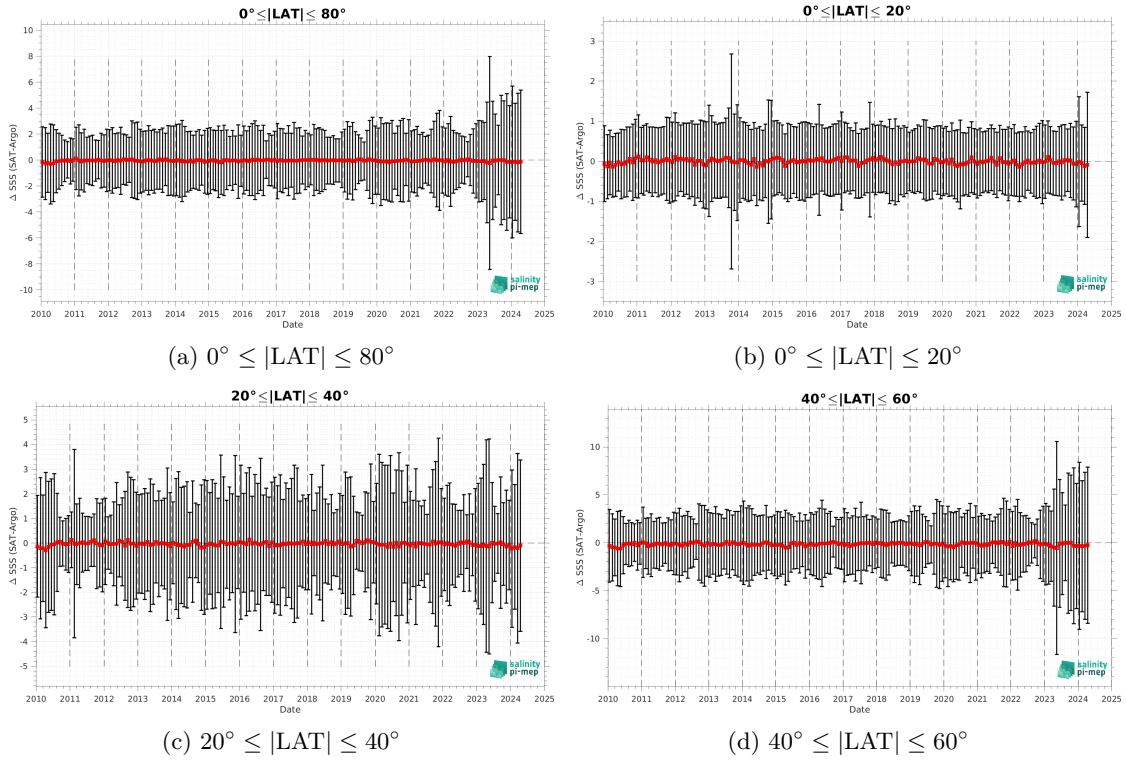 0°≤|LAT|≤ 80°
Δ SSS (SAT-Argo)
10
8
6
4
2
0
-2
-4
-6
-8
-10
2010 2011 2012 2013 2014 2015 2016 2017 2018 2019 2020 2021 2022 2023 2024 2025
Date
salinity
pi-mep
(a) 0° ≤ |LAT| ≤ 80°
0°≤|LAT|≤ 20°
Δ SSS (SAT-Argo)
3
2
1
0
-1
-2
-3
2010 2011 2012 2013 2014 2015 2016 2017 2018 2019 2020 2021 2022 2023 2024 2025
Date
salinity
pi-mep
(b) 0° ≤ |LAT| ≤ 20°
20°≤|LAT|≤ 40°
Δ SSS (SAT-Argo)
5
4
3
2
1
0
-1
-2
-3
-4
-5
2010 2011 2012 2013 2014 2015 2016 2017 2018 2019 2020 2021 2022 2023 2024 2025
Date
salinity
pi-mep
(c) 20° ≤ |LAT| ≤ 40°
40°≤|LAT|≤ 60°
Δ SSS (SAT-Argo)
10
5
0
-5
-10
2010 2011 2012 2013 2014 2015 2016 2017 2018 2019 2020 2021 2022 2023 2024 2025
Date
salinity
pi-mep
(d) 40° ≤ |LAT| ≤ 60°